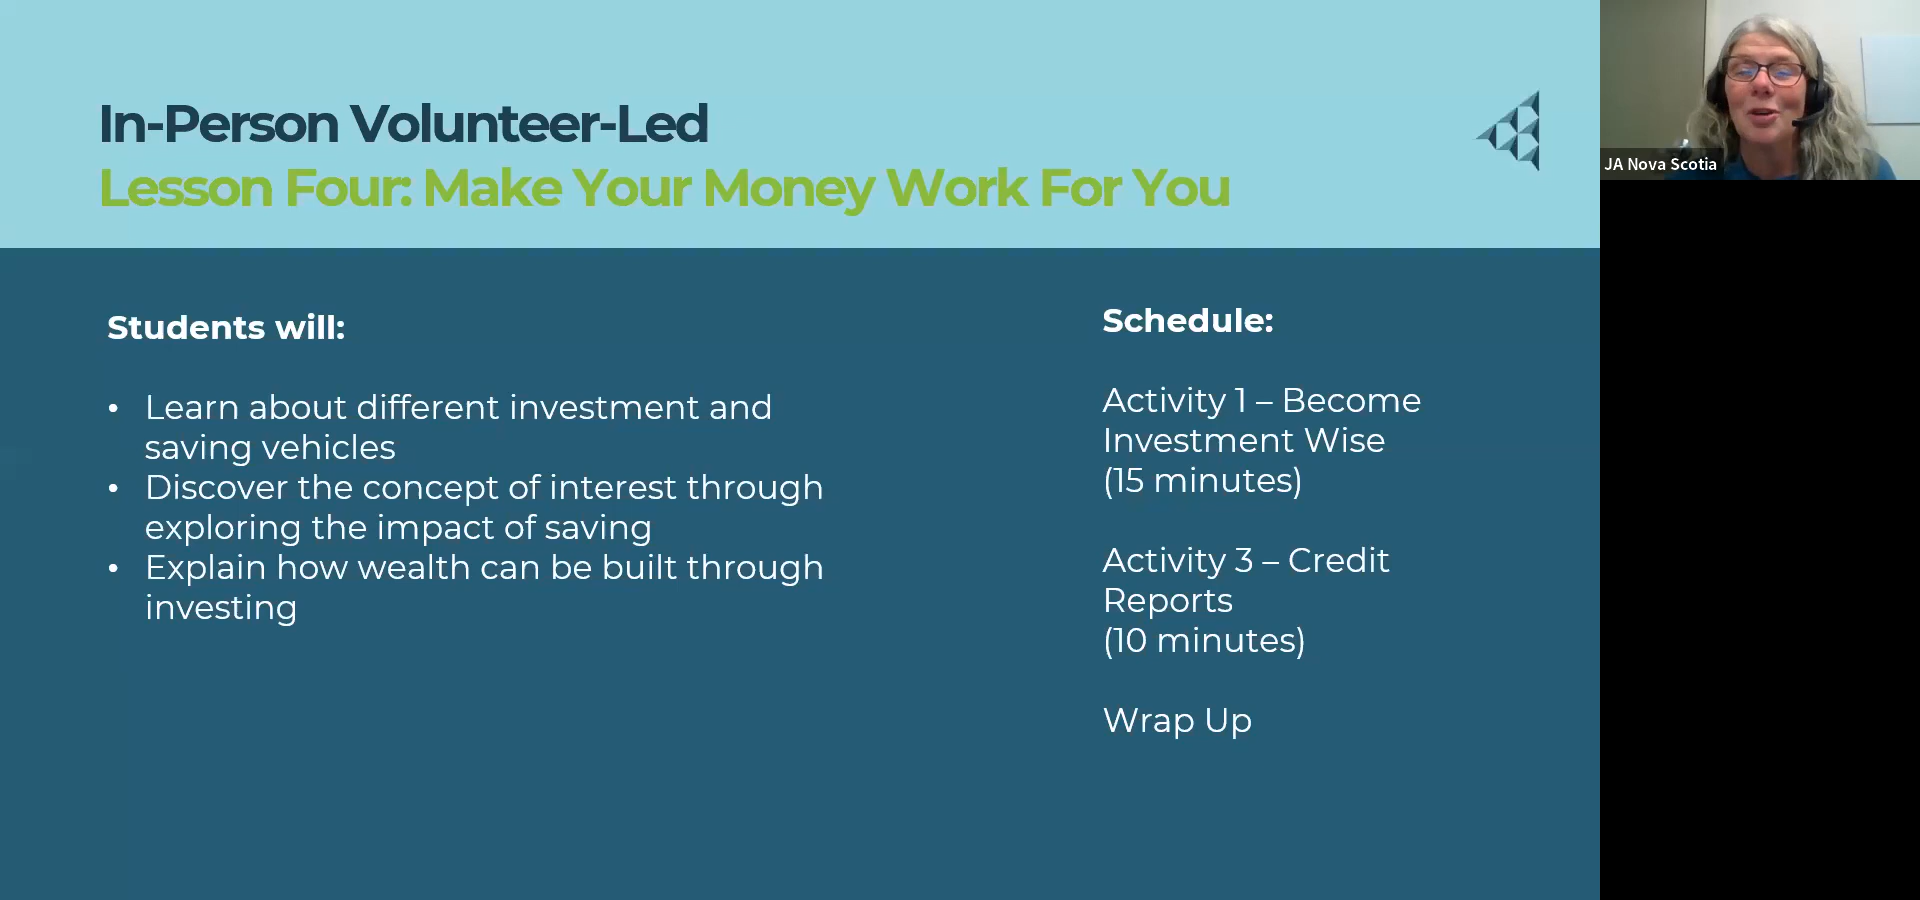 In-Person Volunteer-Led
Lesson Four: Make Your Money Work For You
JA Nova Scotia
Students will:
• Learn about different investment and
saving vehicles
• Discover the concept of interest through
exploring the impact of saving
• Explain how wealth can be built through
investing
Schedule:
Activity 1 – Become
Investment Wise
(15 minutes)
Activity 3 – Credit
Reports
(10 minutes)
Wrap Up